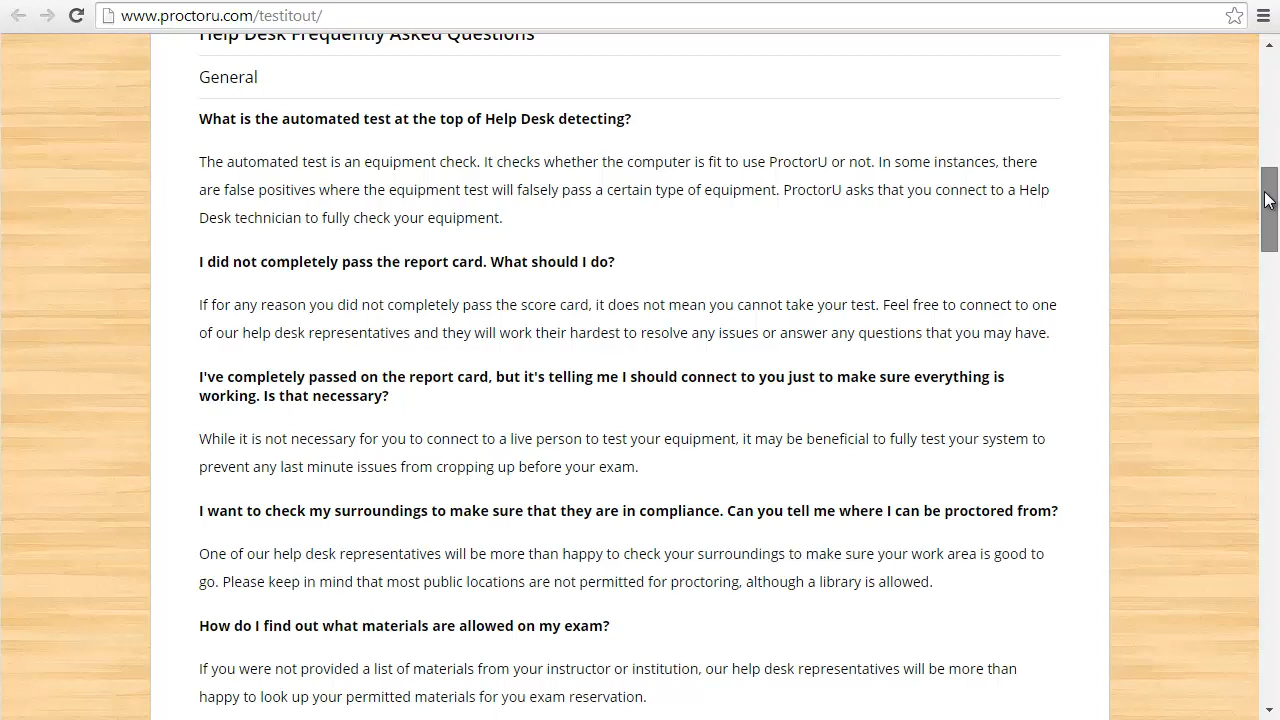 www.proctoru.com/testitout/
Help Desk Frequently Asked Questions
General
What is the automated test at the top of Help Desk detecting?
The automated test is an equipment check. It checks whether the computer is fit to use ProctorU or not. In some instances, there
are false positives where the equipment test will falsely pass a certain type of equipment. ProctorU asks that you connect to a Help
Desk technician to fully check your equipment.
I did not completely pass the report card. What should I do?
If for any reason you did not completely pass the score card, it does not mean you cannot take your test. Feel free to connect to one
of our help desk representatives and they will work their hardest to resolve any issues or answer any questions that you may have.
I've completely passed on the report card, but it's telling me I should connect to you just to make sure everything is
working. Is that necessary?
While it is not necessary for you to connect to a live person to test your equipment, it may be beneficial to fully test your system to
prevent any last minute issues from cropping up before your exam.
I want to check my surroundings to make sure that they are in compliance. Can you tell me where I can be proctored from?
One of our help desk representatives will be more than happy to check your surroundings to make sure your work area is good to
go. Please keep in mind that most public locations are not permitted for proctoring, although a library is allowed.
How do I find out what materials are allowed on my exam?
If you were not provided a list of materials from your instructor or institution, our help desk representatives will be more than
happy to look up your permitted materials for you exam reservation.